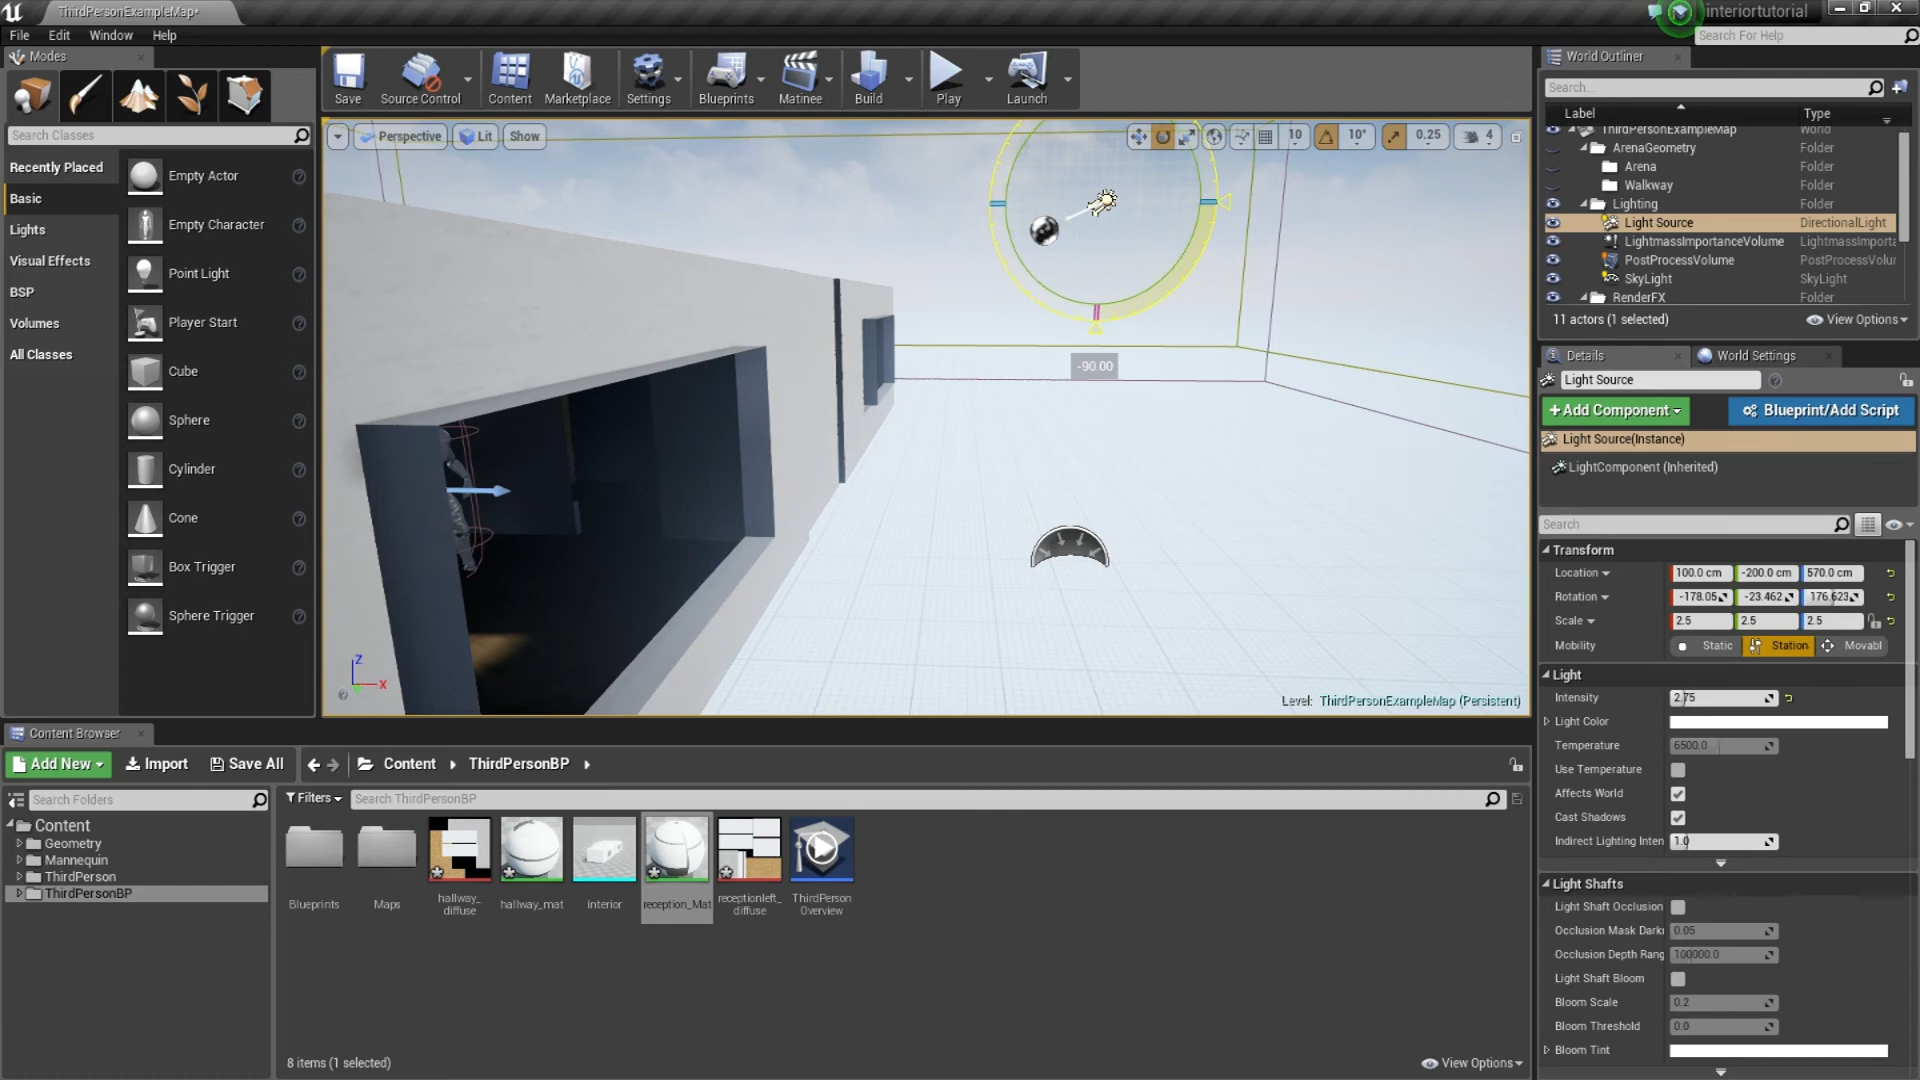 ThirdPersonExampleMap*
interiortutorial
File Edit Window Help
Search For Help
Modes
Search Classes
Recently Placed
Basic
Lights
Visual Effects
BSP
Volumes
All Classes
Empty Actor
Empty Character
Point Light
Player Start
Cube
Sphere
Cylinder
Cone
Box Trigger
Sphere Trigger
Save Source Control Content Marketplace Settings Blueprints Matinee Build Play Launch
Perspective Lit Show
10 10° 0.25 4
-90.00
Z
X
Level: ThirdPersonExampleMap (Persistent)
World Outliner
Search...
Label Type
ThirdPersonExampleMap World
ArenaGeometry Folder
Arena Folder
Walkway Folder
Lighting Folder
Light Source DirectionalLight
LightmassImportanceVolume LightmassImporta
PostProcessVolume PostProcessVolur
SkyLight SkyLight
RenderFX Folder
11 actors (1 selected) View Options
Details World Settings
Light Source
+Add Component Blueprint/Add Script
Light Source(Instance)
LightComponent (Inherited)
Search
Transform
Location 100.0 cm -200.0 cm 570.0 cm
Rotation -178.05 -23.462 176.623
Scale 2.5 2.5 2.5
Mobility Static Station Movabl
Light
Intensity 2.75
Light Color
Temperature 6500.0
Use Temperature
Affects World
Cast Shadows
Indirect Lighting Inten 1.0
Light Shafts
Light Shaft Occlusion
Occlusion Mask Dark 0.05
Occlusion Depth Rang 100000.0
Light Shaft Bloom
Bloom Scale 0.2
Bloom Threshold 0.0
Bloom Tint
Content Browser
Add New Import Save All Content ThirdPersonBP
Search Folders
Content
Geometry
Mannequin
ThirdPerson
ThirdPersonBP
Filters Search ThirdPersonBP
Blueprints
Maps
hallway_
diffuse
hallway_mat
interior
reception_Mat
receptionleft_
diffuse
ThirdPerson
Overview
8 items (1 selected) View Options